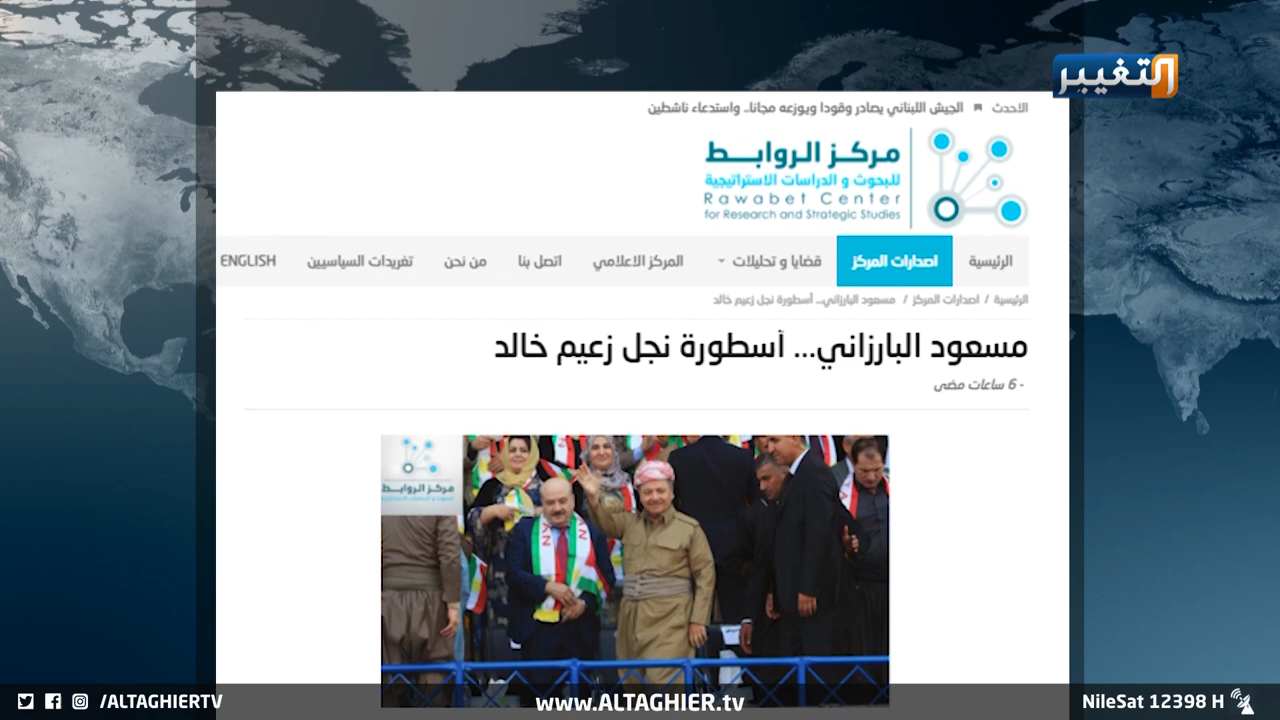 التغيير
الاحدث الجيش اللبناني يصادر وقودا ويوزعه مجانا.. واستدعاء ناشطين
مركز الروابط
للبحوث و الدراسات الاستراتيجية
Rawabet Center
for Research and Strategic Studies
الرئيسية اصدارات المركز قضايا و تحليلات المركز الاعلامي اتصل بنا من نحن تغريدات السياسيين ENGLISH
الرئيسية / اصدارات المركز / مسعود البارزاني... أسطورة نجل زعيم خالد
مسعود البارزاني... أسطورة نجل زعيم خالد
- 6 ساعات مضى
مركز الروابط
للبحوث و الدراسات الاستراتيجية
/ALTAGHIERTV www.ALTAGHIER.tv NileSat 12398 H